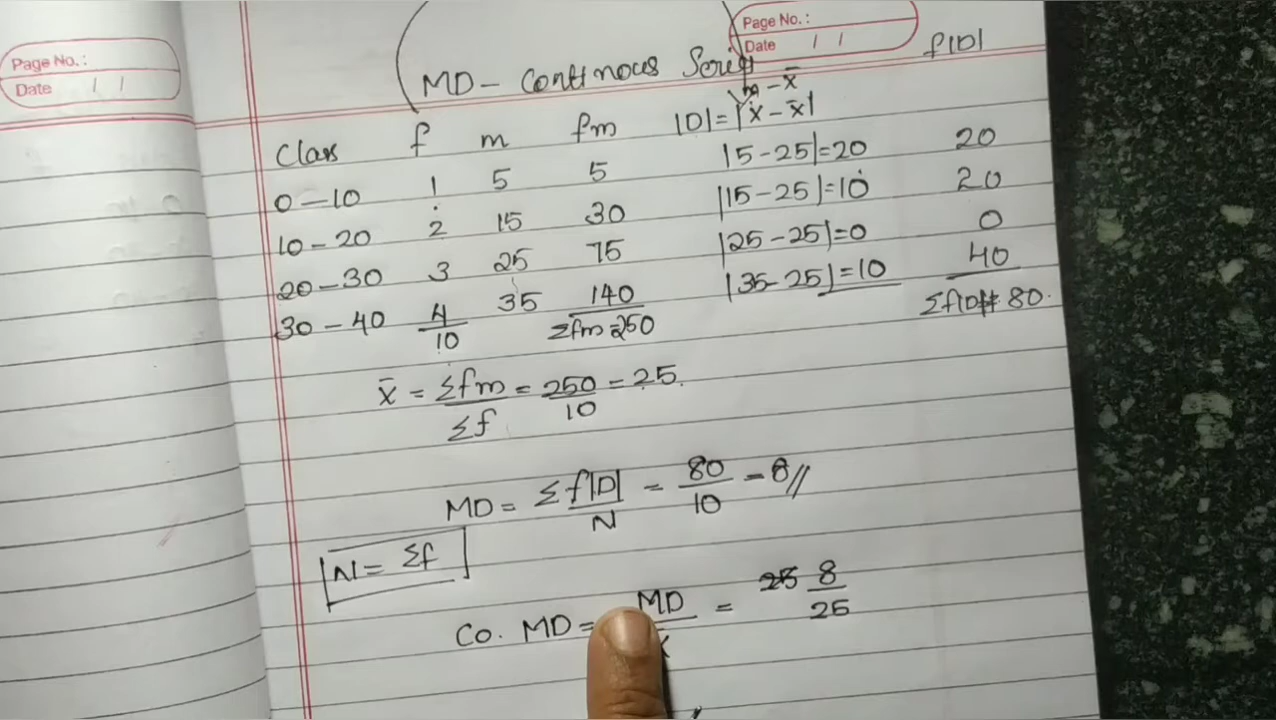 Page No.:
Date / /
Page No.:
Date / /
MD - Continous Series f|D|
m - x̄
Class f m fm |D|=|x - x̄|
0-10 1 5 5 |5-25|=20 20
10-20 2 15 30 |15-25|=10 20
20-30 3 25 75 |25-25|=0 0
30-40 4 35 140 |35-25|=10 40
10 Σfm=250 Σf|D|= 80.
x̄ = Σfm/Σf = 250/10 = 25.
MD = Σf|D|/N = 80/10 = 8//
N = Σf
Co. MD = MD/x̄ = 8/25